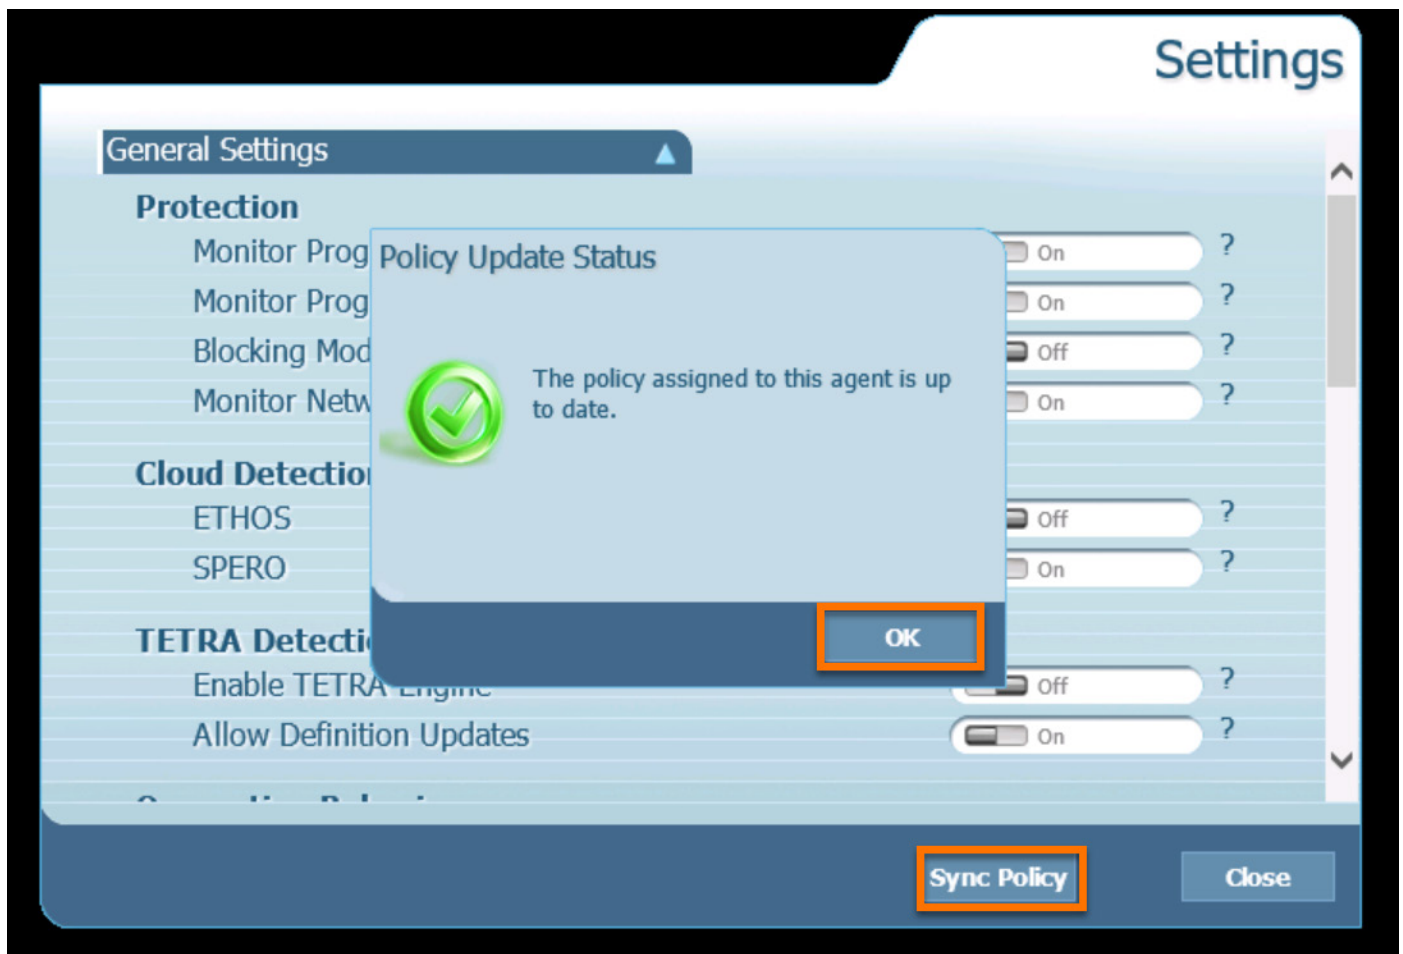 Settings
General Settings
Protection
Monitor Prog
On
?
Monitor Prog
On
?
Blocking Mod
Off
?
Monitor Netw
On
?
Cloud Detection
ETHOS
Off
?
SPERO
On
?
TETRA Detecti
Enable TETRA Engine
Off
?
Allow Definition Updates
On
?
Policy Update Status
The policy assigned to this agent is up
to date.
OK
Sync Policy
Close